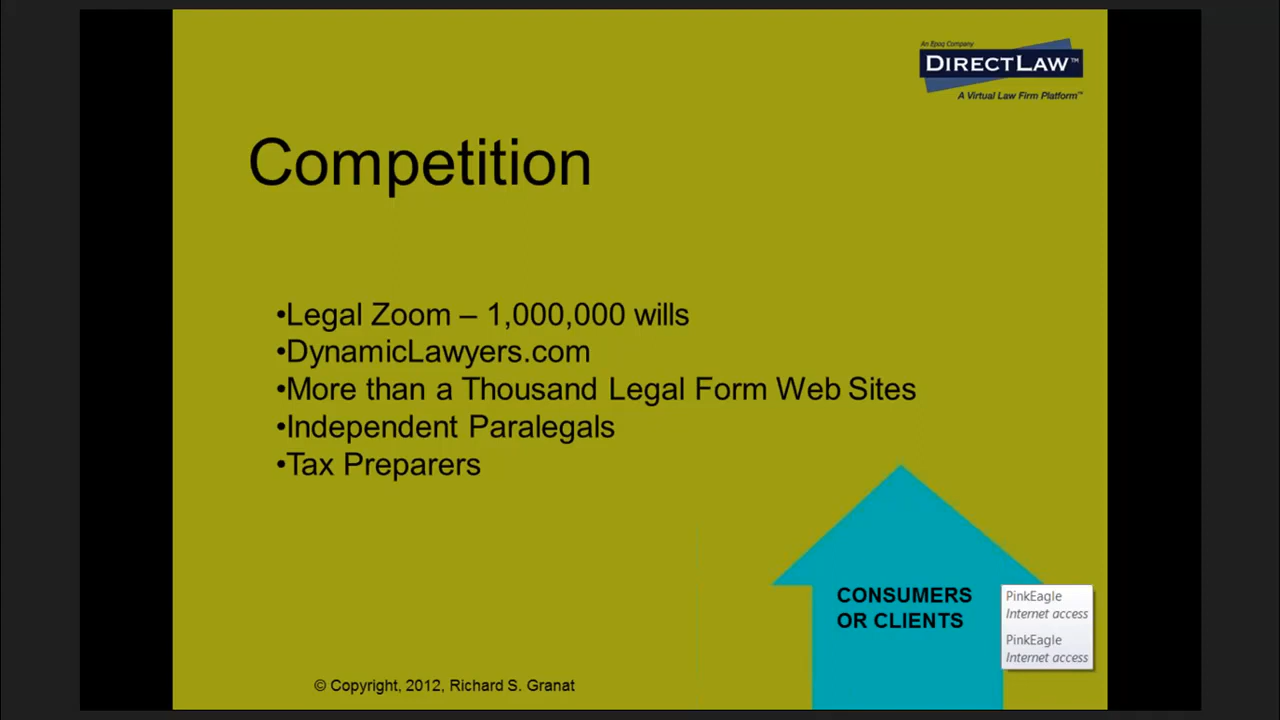 An Epoq Company
DIRECTLAW™
A Virtual Law Firm Platform™
Competition
•Legal Zoom – 1,000,000 wills
•DynamicLawyers.com
•More than a Thousand Legal Form Web Sites
•Independent Paralegals
•Tax Preparers
CONSUMERS
OR CLIENTS
PinkEagle
Internet access
PinkEagle
Internet access
© Copyright, 2012, Richard S. Granat